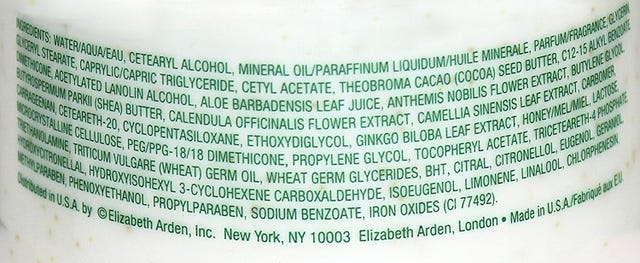 INGREDIENTS: WATER/AQUA/EAU, CETEARYL ALCOHOL, MINERAL OIL/PARAFFINUM LIQUIDUM/HUILE MINERALE, PARFUM/FRAGRANCE, GLYCERIN,
GLYCERYL STEARATE, CAPRYLIC/CAPRIC TRIGLYCERIDE, CETYL ACETATE, THEOBROMA CACAO (COCOA) SEED BUTTER, C12-15 ALKYL BENZOATE,
DIMETHICONE, ACETYLATED LANOLIN ALCOHOL, ALOE BARBADENSIS LEAF JUICE, ANTHEMIS NOBILIS FLOWER EXTRACT, BUTYLENE GLYCOL,
BUTYROSPERMUM PARKII (SHEA) BUTTER, CALENDULA OFFICINALIS FLOWER EXTRACT, CAMELLIA SINENSIS LEAF EXTRACT, CARBOMER,
CARRAGEENAN, CETEARETH-20, CYCLOPENTASILOXANE, ETHOXYDIGLYCOL, GINKGO BILOBA LEAF EXTRACT, HONEY/MEL/MIEL, LACTOSE,
MICROCRYSTALLINE CELLULOSE, PEG/PPG-18/18 DIMETHICONE, PROPYLENE GLYCOL, TOCOPHERYL ACETATE, TRICETEARETH-4 PHOSPHATE,
TRIETHANOLAMINE, TRITICUM VULGARE (WHEAT) GERM OIL, WHEAT GERM GLYCERIDES, BHT, CITRAL, CITRONELLOL, EUGENOL, GERANIOL,
HYDROXYCITRONELLAL, HYDROXYISOHEXYL 3-CYCLOHEXENE CARBOXALDEHYDE, ISOEUGENOL, LIMONENE, LINALOOL, CHLORPHENESIN,
METHYLPARABEN, PHENOXYETHANOL, PROPYLPARABEN, SODIUM BENZOATE, IRON OXIDES (CI 77492).
Distributed in U.S.A. by ©Elizabeth Arden, Inc. New York, NY 10003 Elizabeth Arden, London • Made in U.S.A./Fabriqué aux É.U.